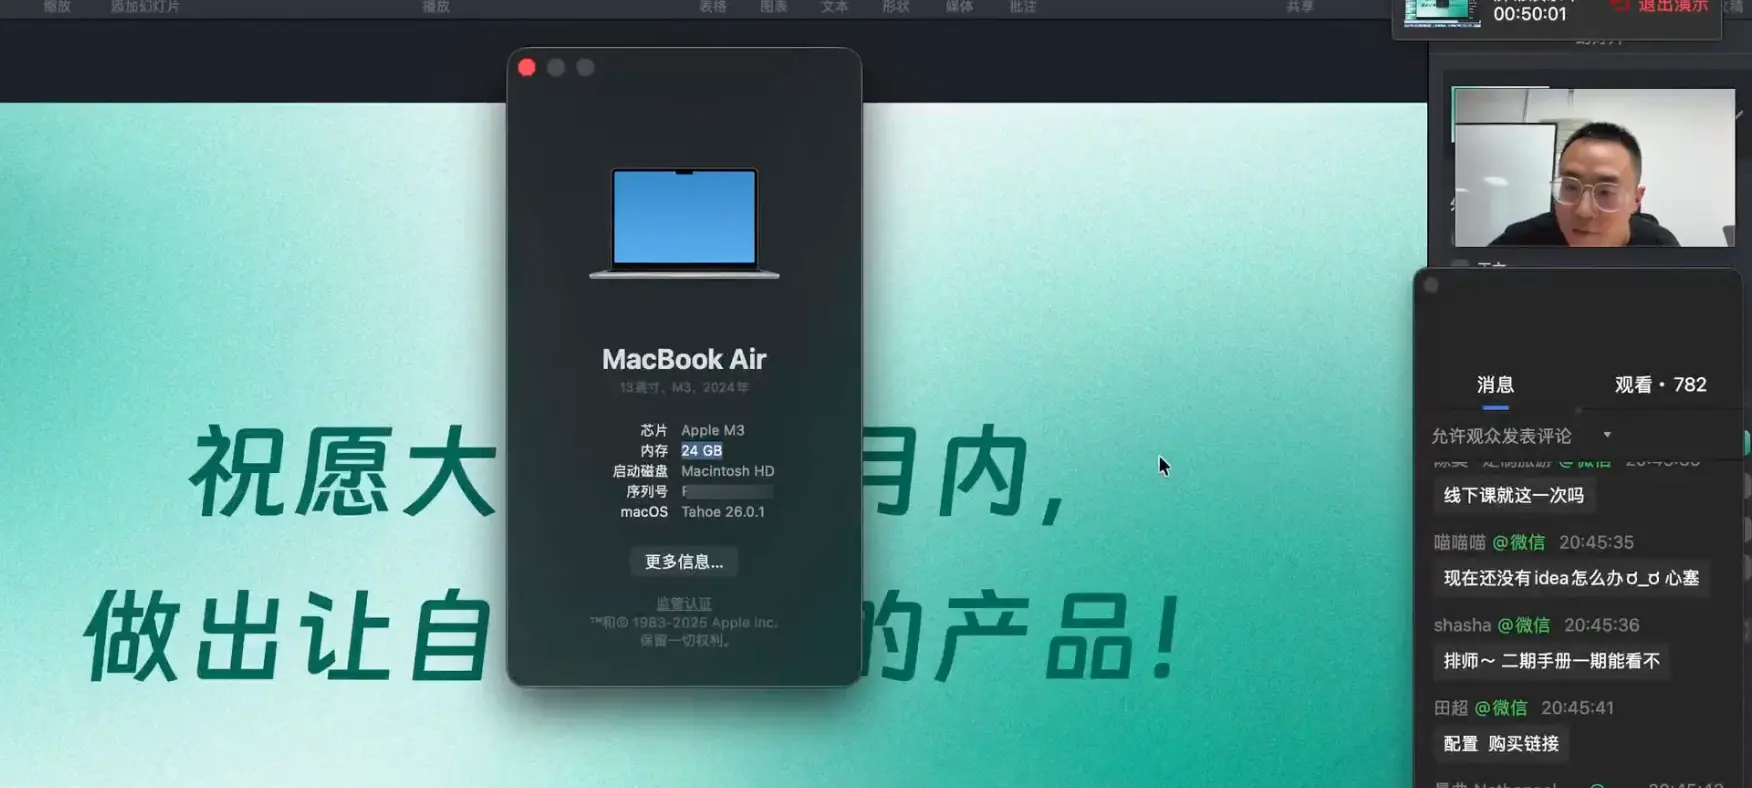 缩放 添加幻灯片 播放 表格 图表 文本 形状 媒体 批注 共享
00:50:01
退出演示
MacBook Air
13英寸，M3，2024年
芯片 Apple M3
内存 24 GB
启动磁盘 Macintosh HD
序列号 F
macOS Tahoe 26.0.1
更多信息...
监管认证
™和© 1983-2025 Apple Inc.
保留一切权利。
祝愿大 月内,
做出让自 的产品!
消息 观看·782
允许观众发表评论
线下课就这一次吗
喵喵喵 @微信 20:45:35
现在还没有idea怎么办ಠ_ಠ 心塞
shasha @微信 20:45:36
排师～ 二期手册一期能看不
田超 @微信 20:45:41
配置 购买链接